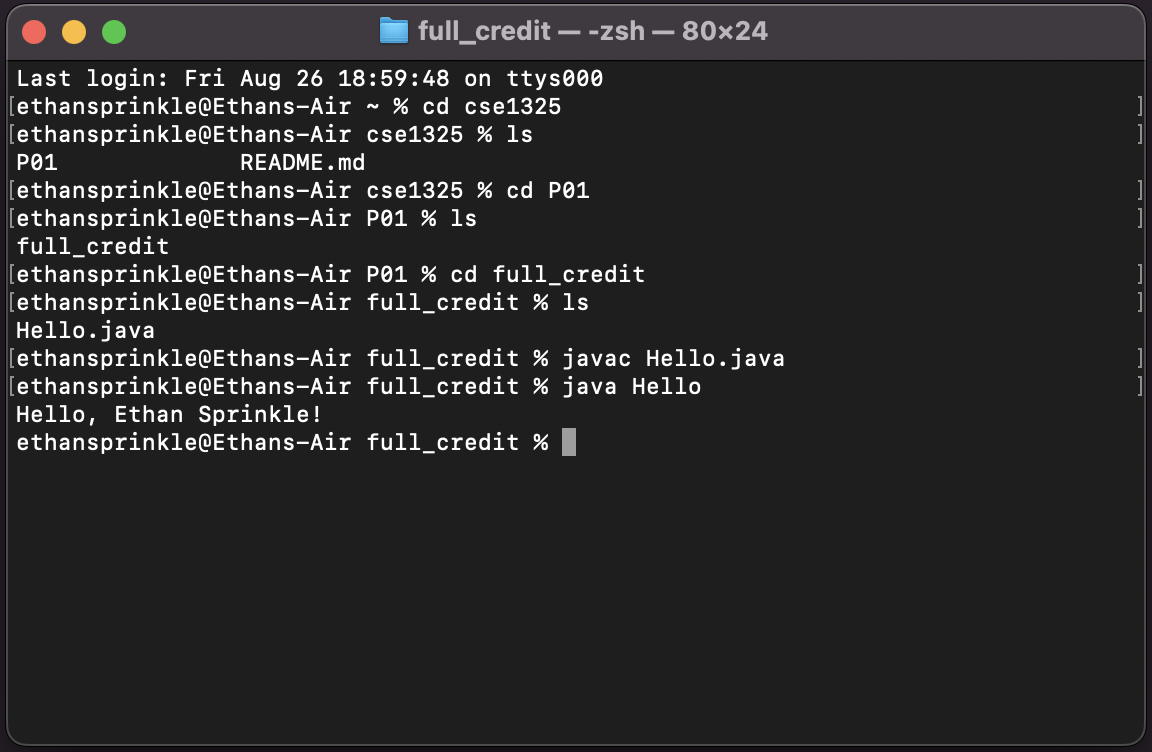 full_credit — -zsh — 80×24
Last login: Fri Aug 26 18:59:48 on ttys000
[ethansprinkle@Ethans-Air ~ % cd cse1325 ]
[ethansprinkle@Ethans-Air cse1325 % ls ]
P01 README.md
[ethansprinkle@Ethans-Air cse1325 % cd P01 ]
[ethansprinkle@Ethans-Air P01 % ls ]
full_credit
[ethansprinkle@Ethans-Air P01 % cd full_credit ]
[ethansprinkle@Ethans-Air full_credit % ls ]
Hello.java
[ethansprinkle@Ethans-Air full_credit % javac Hello.java ]
[ethansprinkle@Ethans-Air full_credit % java Hello ]
Hello, Ethan Sprinkle!
ethansprinkle@Ethans-Air full_credit %